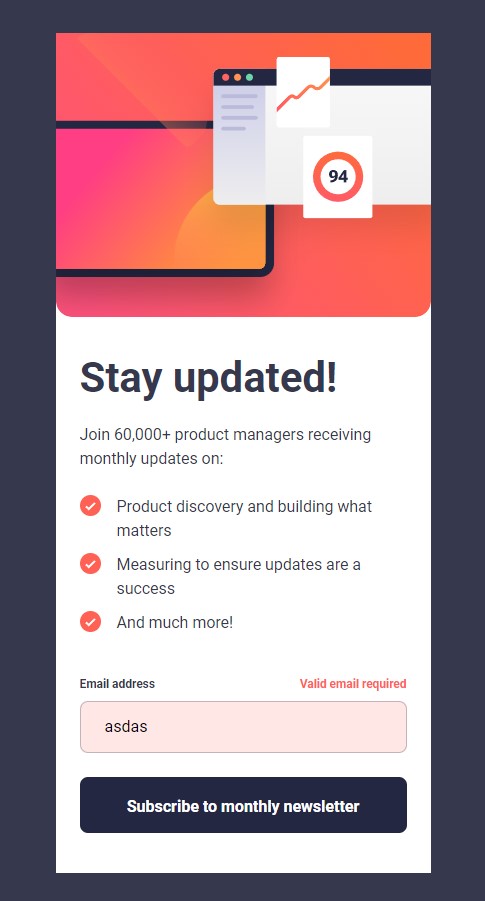 94
Stay updated!
Join 60,000+ product managers receiving
monthly updates on:
Product discovery and building what
matters
Measuring to ensure updates are a
success
And much more!
Email address
Valid email required
asdas
Subscribe to monthly newsletter